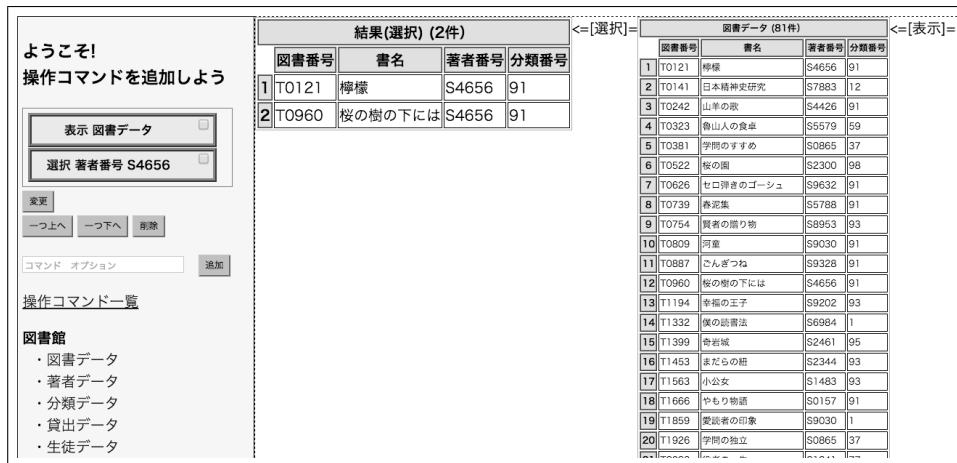 ようこそ!
操作コマンドを追加しよう
表示 図書データ
選択 著者番号 S4656
変更
一つ上へ 一つ下へ 削除
コマンド オプション 追加
操作コマンド一覧
図書館
・図書データ
・著者データ
・分類データ
・貸出データ
・生徒データ
結果(選択) (2件)
図書番号 書名 著者番号 分類番号
1 T0121 檸檬 S4656 91
2 T0960 桜の樹の下には S4656 91
<=[選択]=
図書データ (81件)
図書番号 書名 著者番号 分類番号
1 T0121 檸檬 S4656 91
2 T0141 日本精神史研究 S7883 12
3 T0242 山羊の歌 S4426 91
4 T0323 魯山人の食卓 S5579 59
5 T0381 学問のすすめ S0865 37
6 T0522 桜の園 S2300 98
7 T0626 セロ弾きのゴーシュ S9632 91
8 T0739 春泥集 S5788 91
9 T0754 賢者の贈り物 S8953 93
10 T0809 河童 S9030 91
11 T0887 ごんぎつね S9328 91
12 T0960 桜の樹の下には S4656 91
13 T1194 幸福の王子 S9202 93
14 T1332 僕の読書法 S6984 1
15 T1399 奇岩城 S2461 95
16 T1453 まだらの紐 S2344 93
17 T1563 小公女 S1483 93
18 T1666 やもり物語 S0157 91
19 T1859 愛読者の印象 S9030 1
20 T1926 学問の独立 S0865 37
<=[表示]=